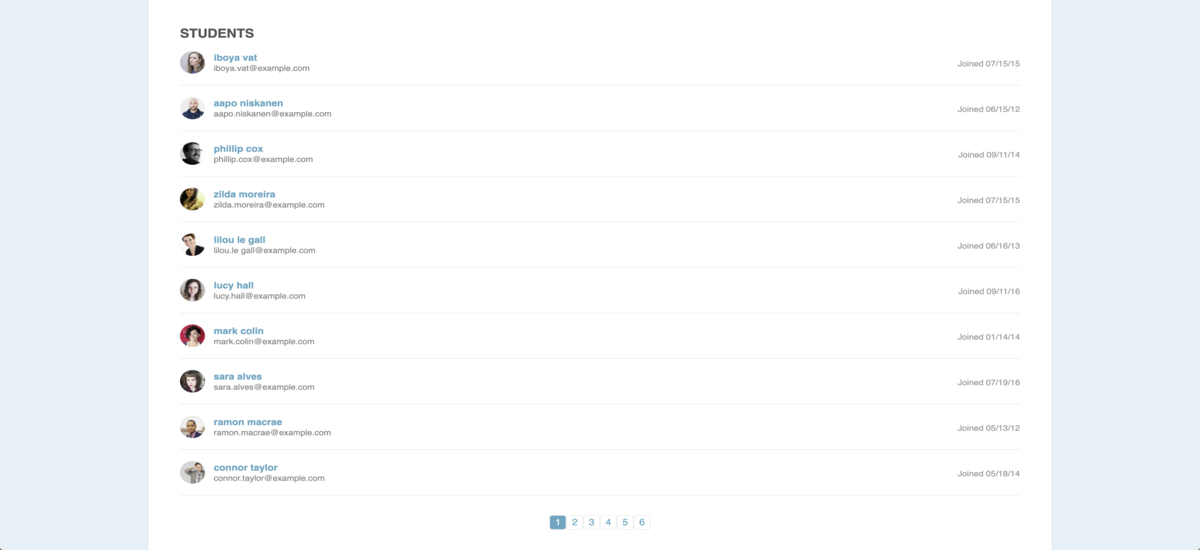 STUDENTS
iboya vat
iboya.vat@example.com
Joined 07/15/15
aapo niskanen
aapo.niskanen@example.com
Joined 06/15/12
phillip cox
phillip.cox@example.com
Joined 09/11/14
zilda moreira
zilda.moreira@example.com
Joined 07/15/15
lilou le gall
lilou.le gall@example.com
Joined 06/16/13
lucy hall
lucy.hall@example.com
Joined 09/11/16
mark colin
mark.colin@example.com
Joined 01/14/14
sara alves
sara.alves@example.com
Joined 07/19/16
ramon macrae
ramon.macrae@example.com
Joined 05/13/12
connor taylor
connor.taylor@example.com
Joined 05/18/14
1 2 3 4 5 6